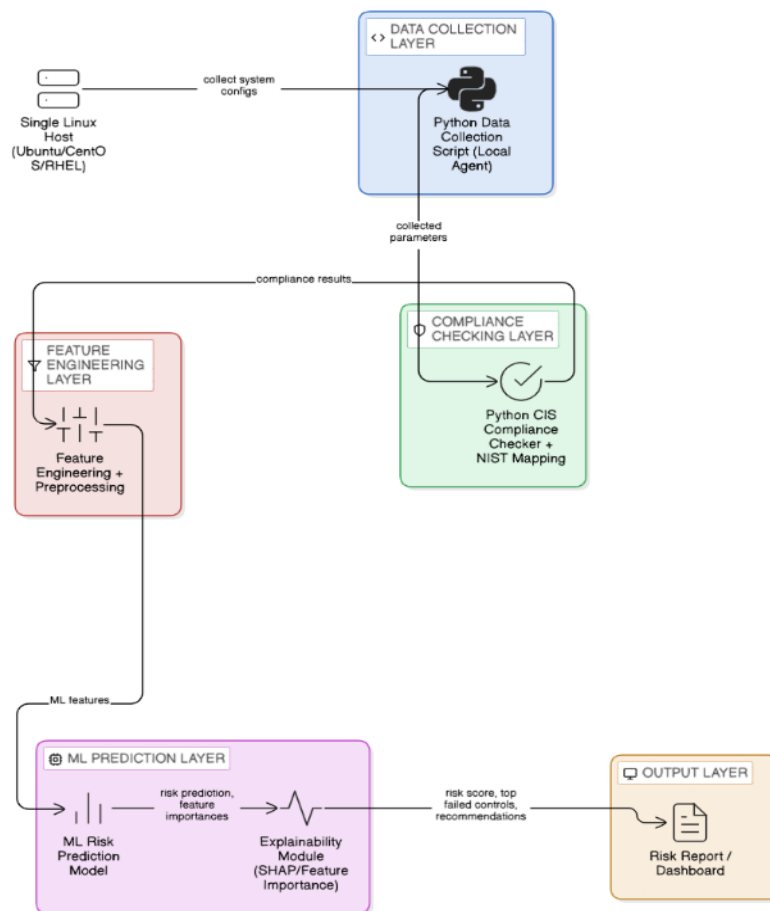 DATA COLLECTION
LAYER
collect system
configs
Single Linux
Host
(Ubuntu/CentO
S/RHEL)
Python Data
Collection
Script (Local
Agent)
collected
parameters
compliance results
COMPLIANCE
CHECKING LAYER
FEATURE
ENGINEERING
LAYER
Python CIS
Compliance
Checker +
NIST Mapping
Feature
Engineering +
Preprocessing
ML features
ML PREDICTION LAYER
OUTPUT LAYER
risk prediction,
feature
importances
risk score, top
failed controls,
recommendations
ML Risk
Prediction
Model
Explainability
Module
(SHAP/Feature
Importance)
Risk Report /
Dashboard